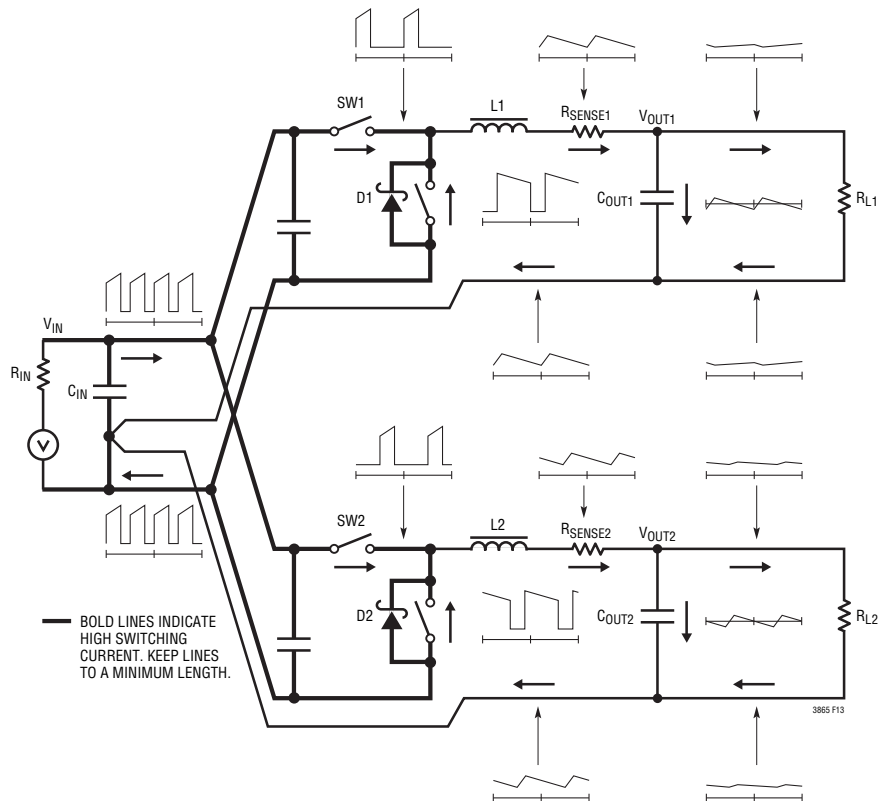 SW1
L1
RSENSE1
VOUT1
D1
COUT1
RL1
VIN
RIN
CIN
V
SW2
L2
RSENSE2
VOUT2
D2
COUT2
RL2
BOLD LINES INDICATE
HIGH SWITCHING
CURRENT. KEEP LINES
TO A MINIMUM LENGTH.
3865 F13